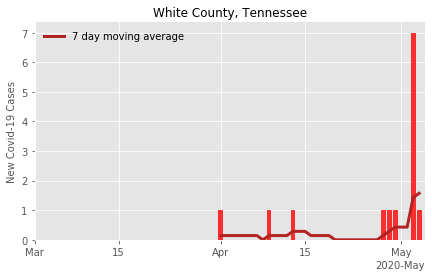 White County, Tennessee
7 day moving average
New Covid-19 Cases
7
6
5
4
3
2
1
0
Mar 15 Apr 15 May
2020-May